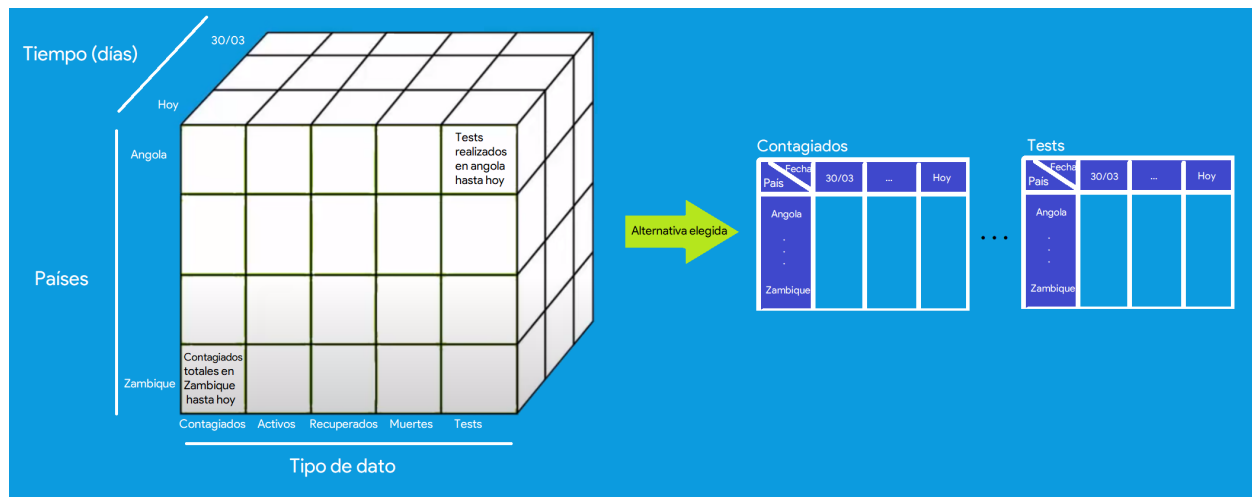 Tiempo (días)
30/03
Hoy
Angola
Tests
realizados
en angola
hasta hoy
Países
Zambique
Contagiados
totales en
Zambique
hasta hoy
Contagiados Activos Recuperados Muertes Tests
Tipo de dato
Alternativa elegida
Contagiados
Fecha
País
30/03 ... Hoy
Angola
.
.
.
Zambique
...
Tests
Fecha
País
30/03 ... Hoy
Angola
.
.
.
Zambique